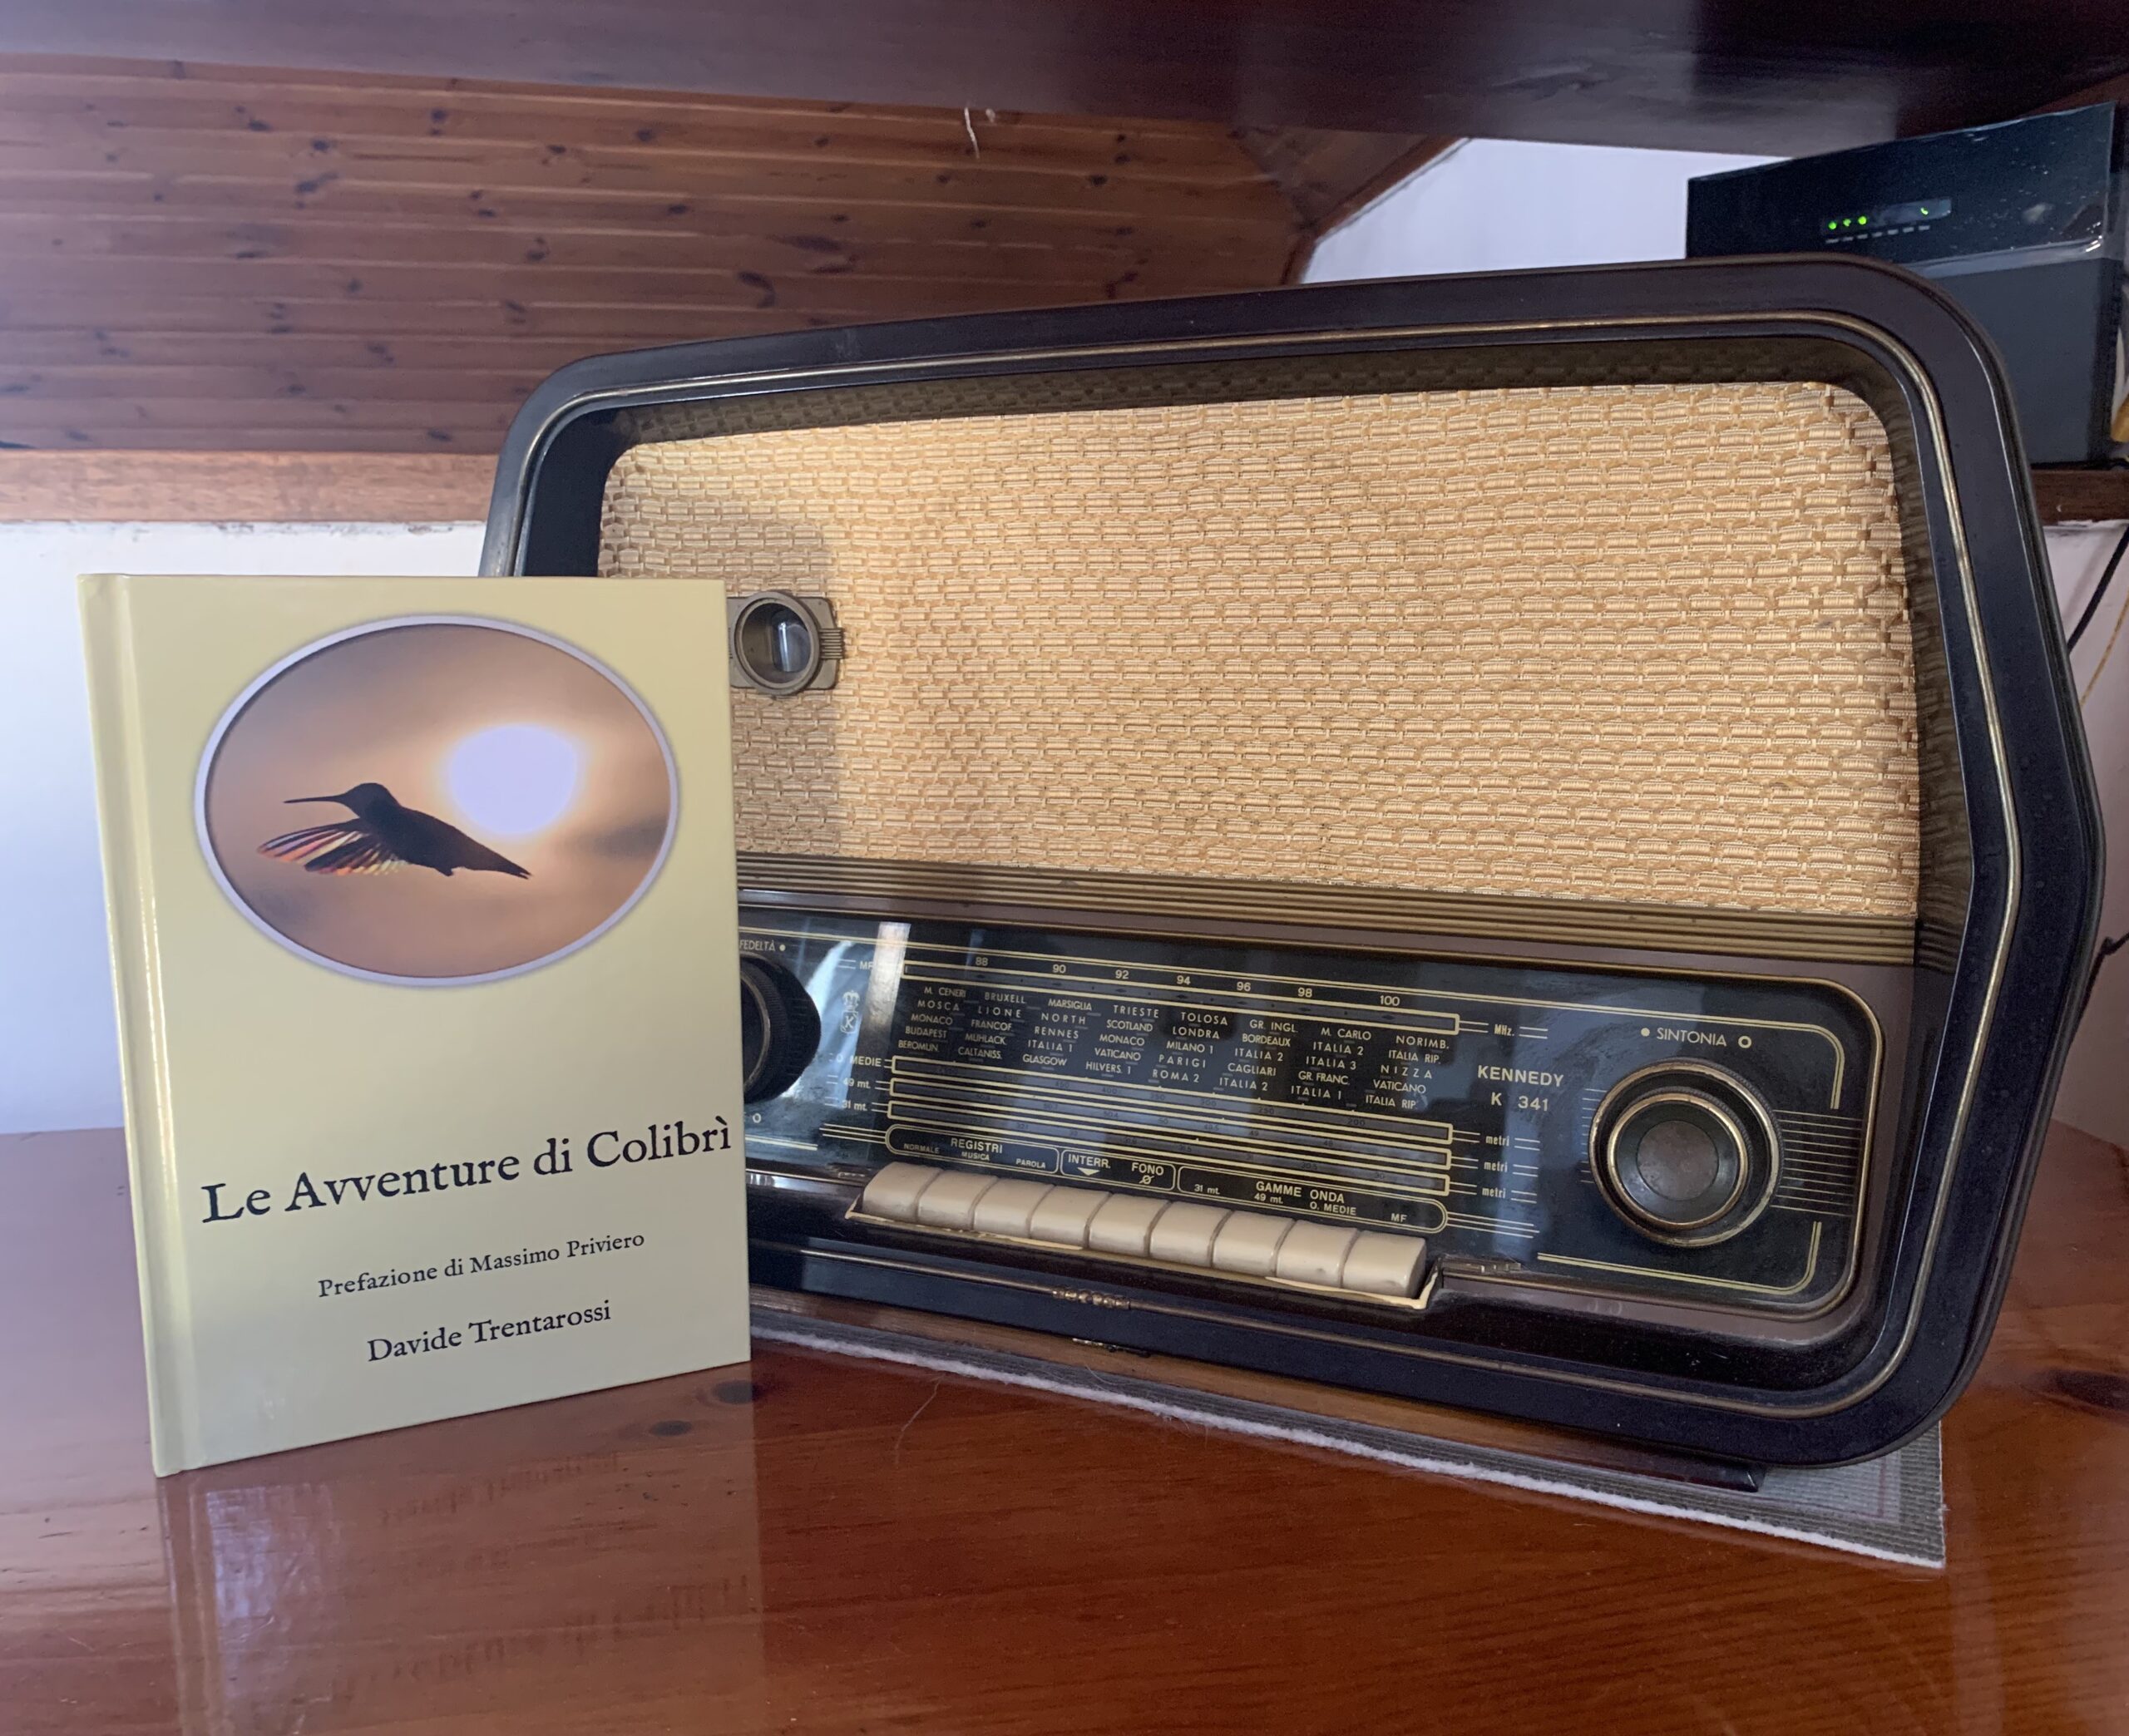 Le Avventure di Colibrì
Prefazione di Massimo Priviero
Davide Trentarossi
FEDELTÀ
MF 88 90 92 94 96 98 100 MHz.
M. CENERI BRUXELL MARSIGLIA TRIESTE TOLOSA GR. INGL. M. CARLO NORIMB.
MOSCA LIONE NORTH SCOTLAND LONDRA BORDEAUX ITALIA 2 ITALIA RIP.
MONACO FRANCOF. RENNES MONACO MILANO 1 ITALIA 2 ITALIA 3 NIZZA
BUDAPEST MUHLACK ITALIA 1 VATICANO PARIGI CAGLIARI GR. FRANC. VATICANO
BEROMUN. CALTANISS. GLASGOW HILVERS. 1 ROMA 2 ITALIA 2 ITALIA 1 ITALIA RIP.
O. MEDIE metri
49 mt. metri
31 mt. metri
KENNEDY
K 341
SINTONIA
REGISTRI
NORMALE MUSICA PAROLA
INTERR. FONO
GAMME ONDA
31 mt. 49 mt. O. MEDIE MF